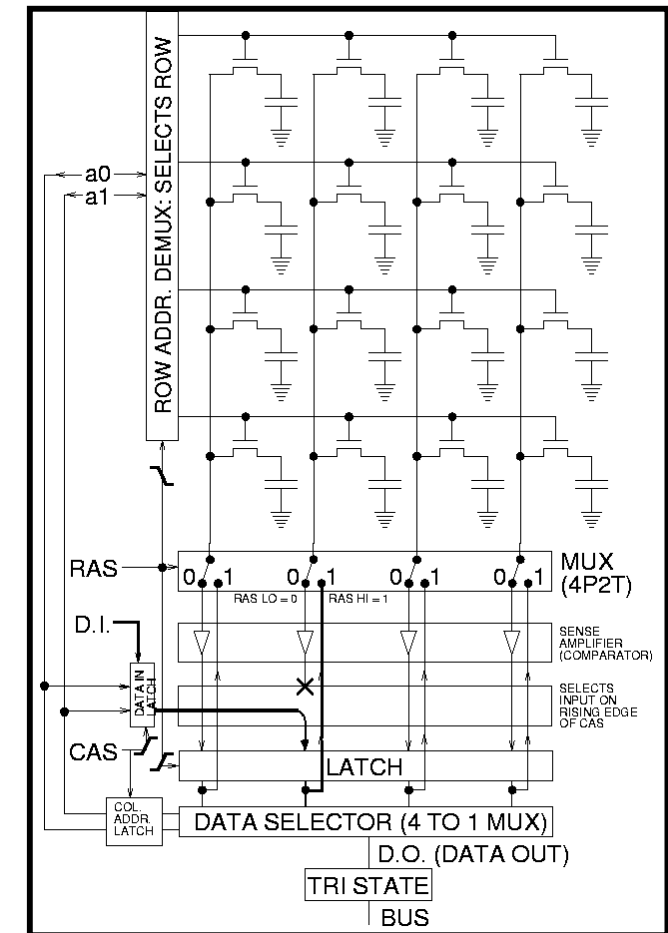 ROW ADDR. DEMUX: SELECTS ROW
a0
a1
RAS
0 1 0 1 0 1 0 1
MUX
(4P2T)
RAS LO = 0
RAS HI = 1
D.I.
SENSE
AMPLIFIER
(COMPARATOR)
DATA IN
LATCH
SELECTS
INPUT ON
RISING EDGE
OF CAS
CAS
LATCH
COL.
ADDR.
LATCH
DATA SELECTOR (4 TO 1 MUX)
D.O. (DATA OUT)
TRI STATE
BUS